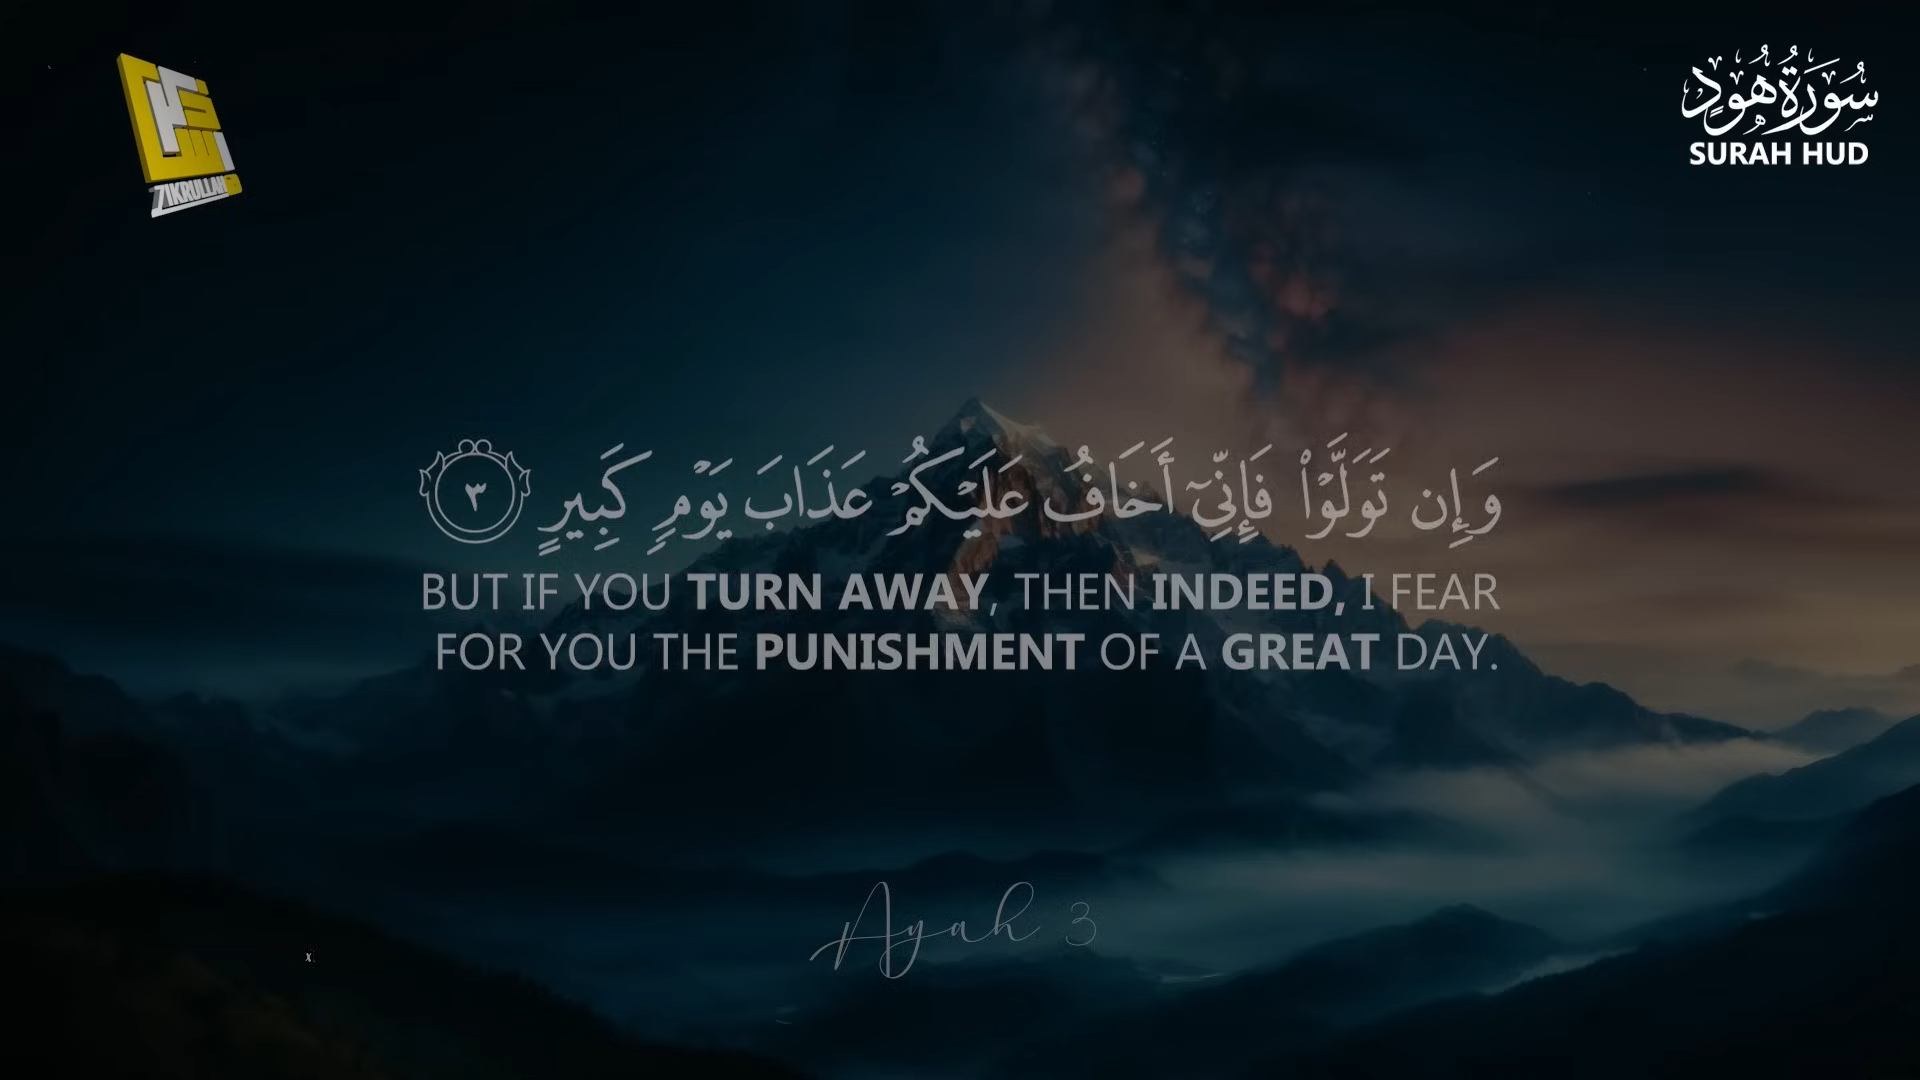 ZIKRULLAH
سُورَةُ هُودٍ
SURAH HUD
وَإِن تَوَلَّوْا۟ فَإِنِّىٓ أَخَافُ عَلَيْكُمْ عَذَابَ يَوْمٍ كَبِيرٍ ٣
BUT IF YOU TURN AWAY, THEN INDEED, I FEAR
FOR YOU THE PUNISHMENT OF A GREAT DAY.
Ayah 3